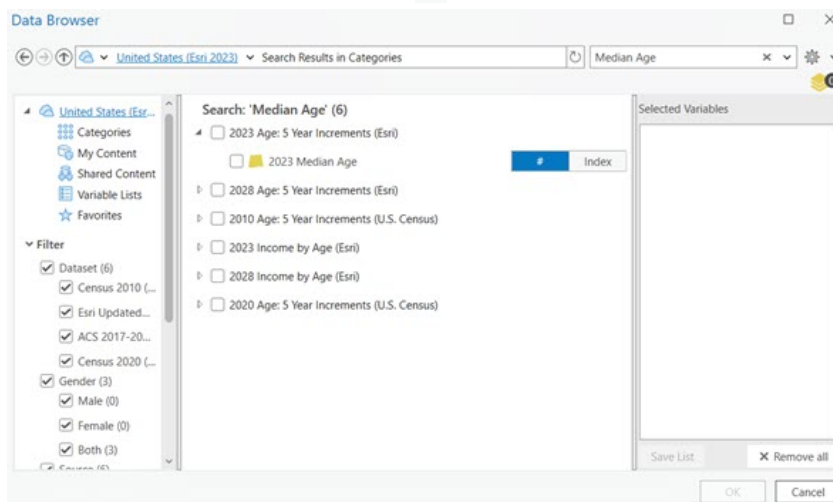 Data Browser
United States (Esri 2023) Search Results in Categories
Median Age
United States (Esr...
Categories
My Content
Shared Content
Variable Lists
Favorites
Filter
Dataset (6)
Census 2010 (...
Esri Updated...
ACS 2017-20...
Census 2020 (...
Gender (3)
Male (0)
Female (0)
Both (3)
Search: 'Median Age' (6)
2023 Age: 5 Year Increments (Esri)
2023 Median Age
# Index
2028 Age: 5 Year Increments (Esri)
2010 Age: 5 Year Increments (U.S. Census)
2023 Income by Age (Esri)
2028 Income by Age (Esri)
2020 Age: 5 Year Increments (U.S. Census)
Selected Variables
Save List
Remove all
OK
Cancel